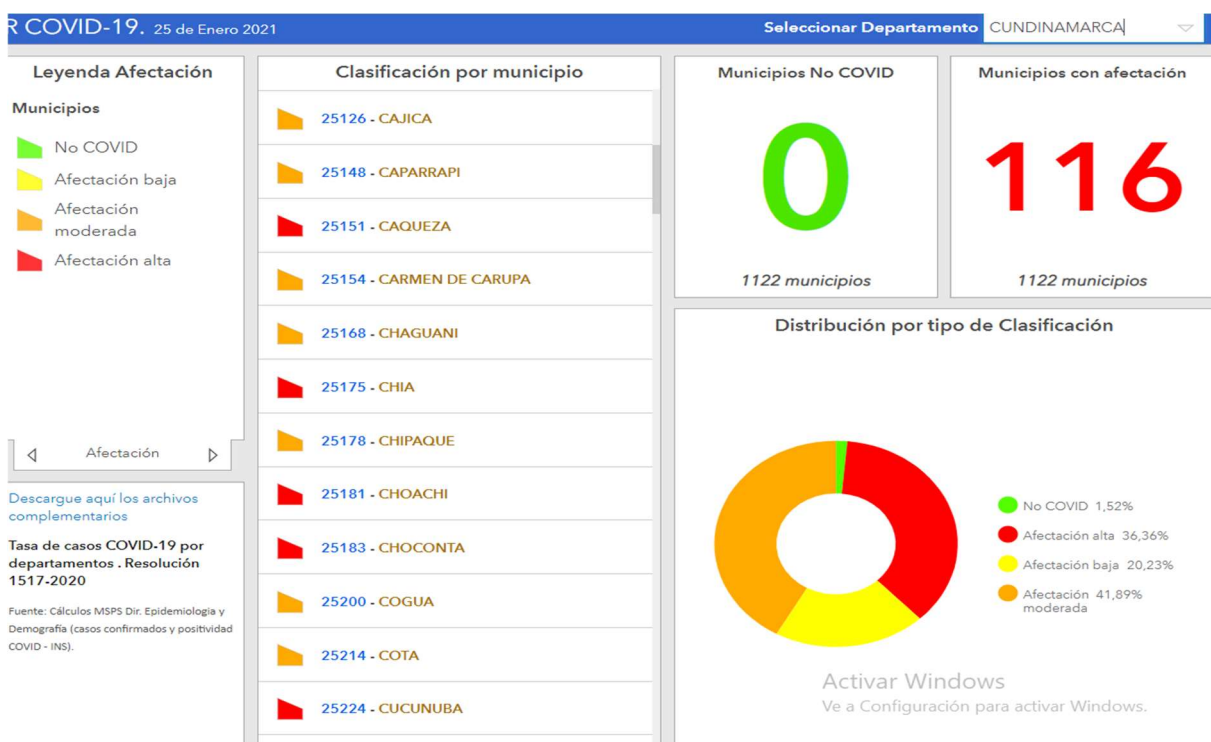 R COVID-19. 25 de Enero 2021
Seleccionar Departamento CUNDINAMARCA
Leyenda Afectación
Municipios
No COVID
Afectación baja
Afectación
moderada
Afectación alta
Afectación
Descargue aquí los archivos
complementarios
Tasa de casos COVID-19 por
departamentos . Resolución
1517-2020
Fuente: Cálculos MSPS Dir. Epidemiologia y
Demografía (casos confirmados y positividad
COVID - INS).
Clasificación por municipio
25126 - CAJICA
25148 - CAPARRAPI
25151 - CAQUEZA
25154 - CARMEN DE CARUPA
25168 - CHAGUANI
25175 - CHIA
25178 - CHIPAQUE
25181 - CHOACHI
25183 - CHOCONTA
25200 - COGUA
25214 - COTA
25224 - CUCUNUBA
Municipios No COVID
0
1122 municipios
Municipios con afectación
116
1122 municipios
Distribución por tipo de Clasificación
No COVID 1,52%
Afectación alta 36,36%
Afectación baja 20,23%
Afectación 41,89%
moderada
Activar Windows
Ve a Configuración para activar Windows.